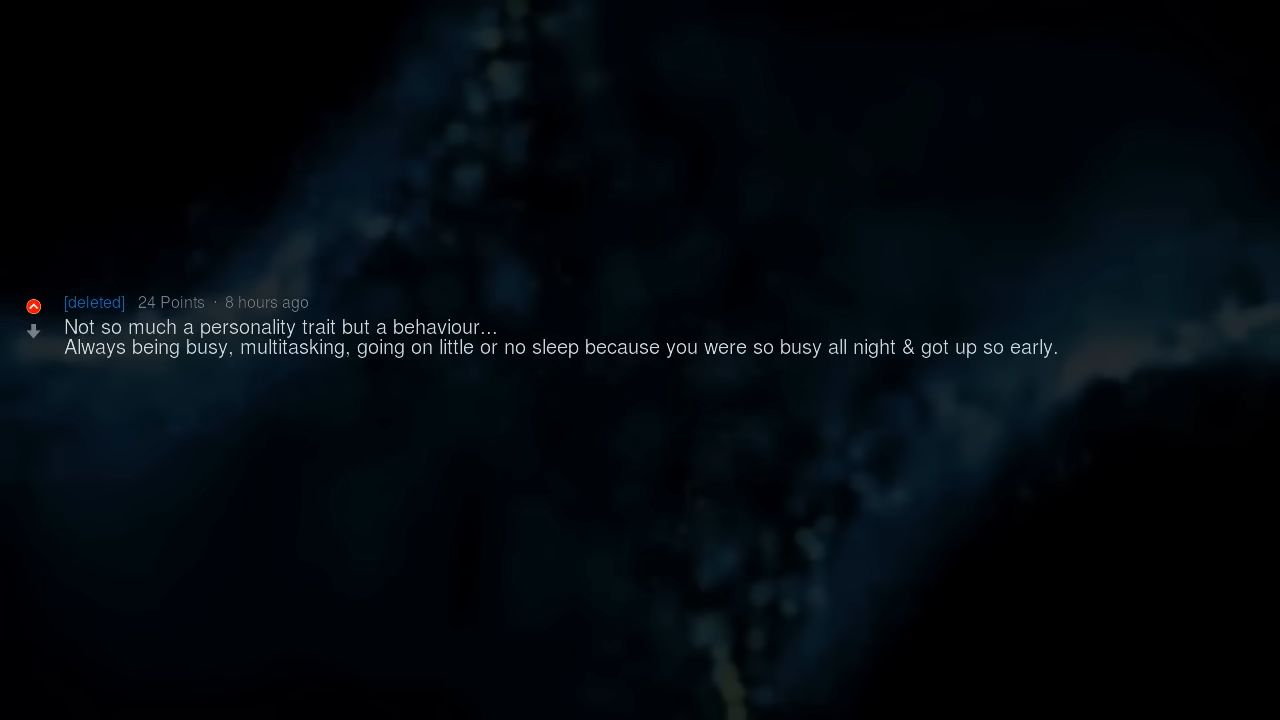 [deleted] 24 Points · 8 hours ago
Not so much a personality trait but a behaviour...
Always being busy, multitasking, going on little or no sleep because you were so busy all night & got up so early.